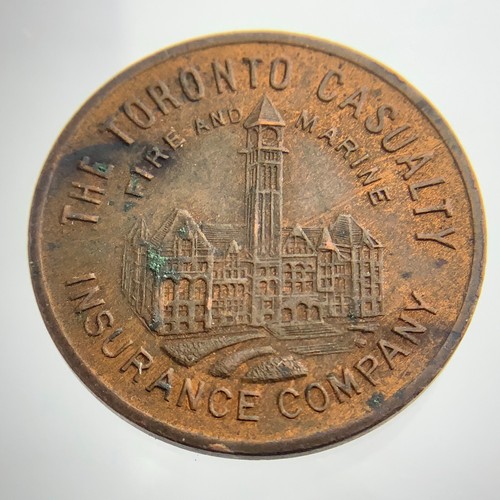 THE TORONTO CASUALTY
FIRE AND MARINE
INSURANCE COMPANY